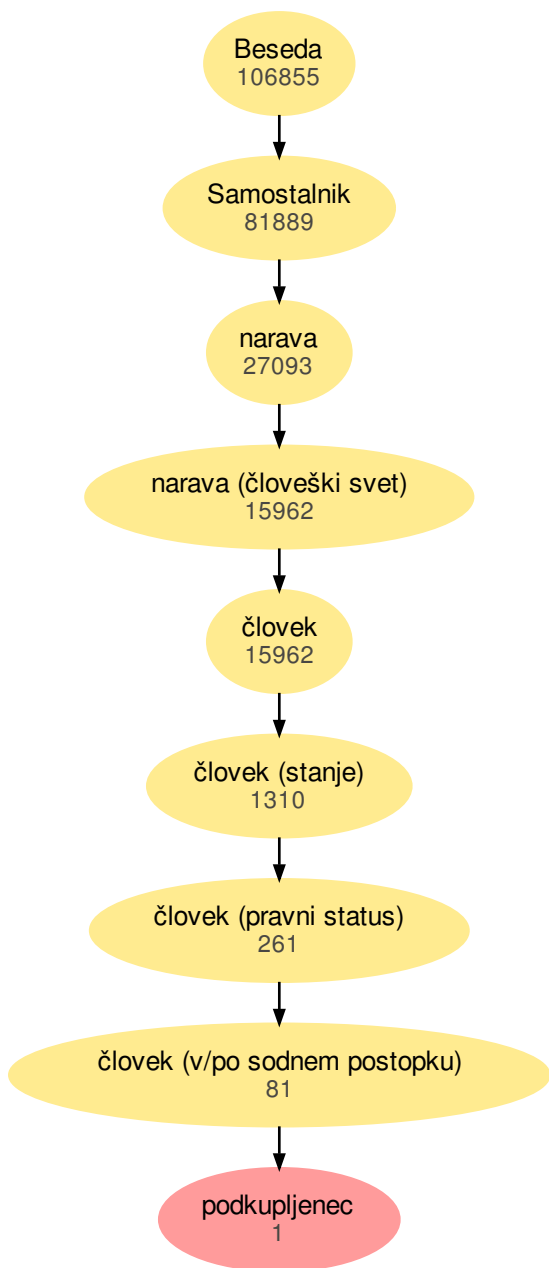 Beseda
106855
Samostalnik
81889
narava
27093
narava (človeški svet)
15962
človek
15962
človek (stanje)
1310
človek (pravni status)
261
človek (v/po sodnem postopku)
81
podkupljenec
1